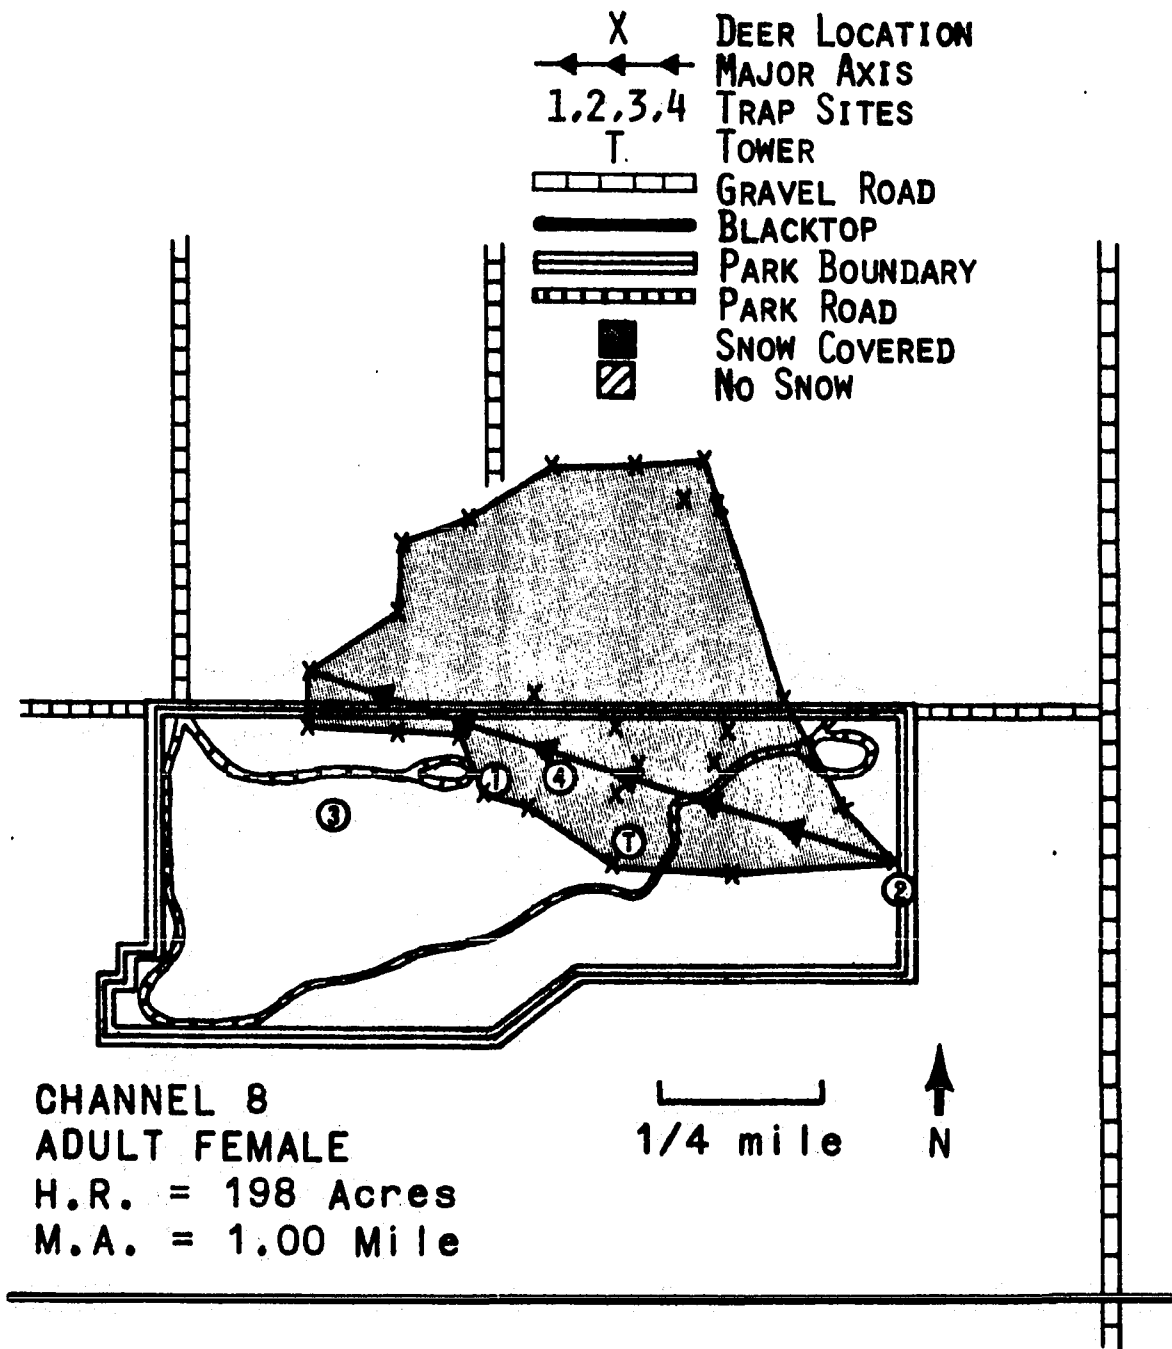 X DEER LOCATION
MAJOR AXIS
1,2,3,4 TRAP SITES
T TOWER
GRAVEL ROAD
BLACKTOP
PARK BOUNDARY
PARK ROAD
SNOW COVERED
NO SNOW
1
4
3
T
2
CHANNEL 8
ADULT FEMALE
H.R. = 198 Acres
M.A. = 1.00 Mile
1/4 mile
N